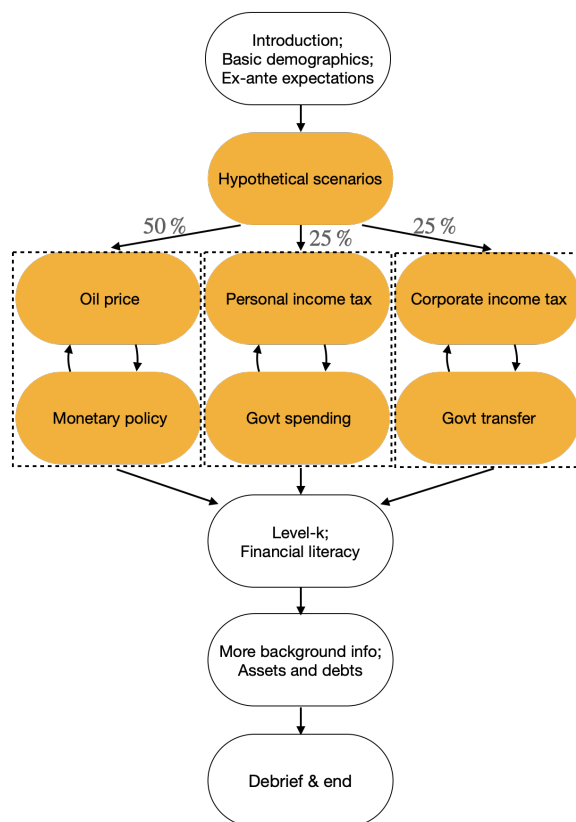 Introduction;
Basic demographics;
Ex-ante expectations
Hypothetical scenarios
50 %
25 %
25 %
Oil price
Personal income tax
Corporate income tax
Monetary policy
Govt spending
Govt transfer
Level-k;
Financial literacy
More background info;
Assets and debts
Debrief & end